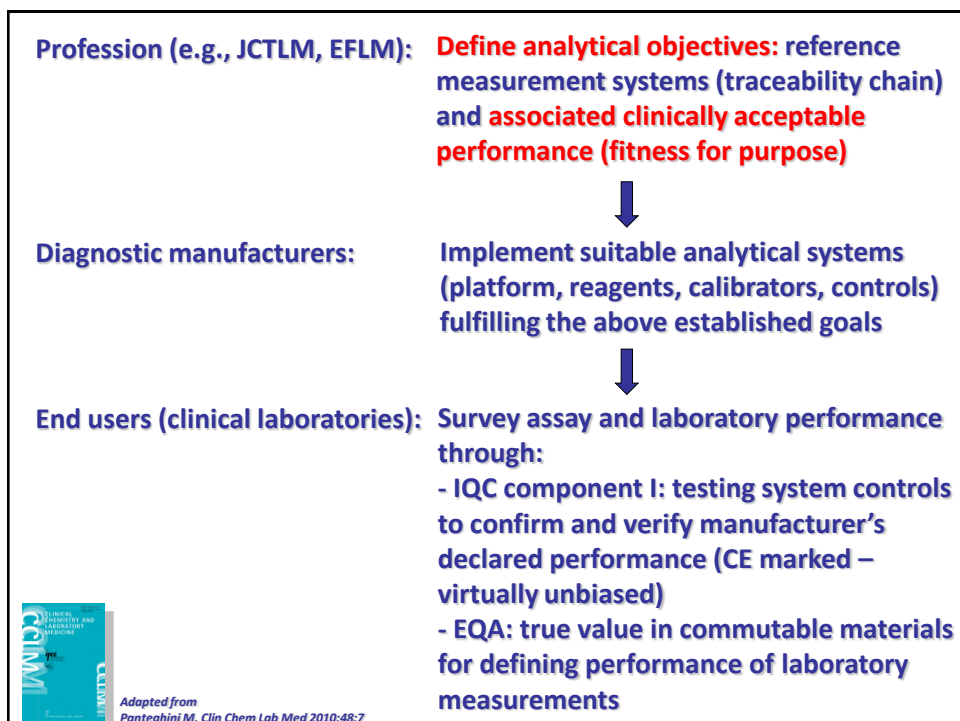 Profession (e.g., JCTLM, EFLM):
Define analytical objectives: reference
measurement systems (traceability chain)
and associated clinically acceptable
performance (fitness for purpose)
Diagnostic manufacturers:
Implement suitable analytical systems
(platform, reagents, calibrators, controls)
fulfilling the above established goals
End users (clinical laboratories):
Survey assay and laboratory performance
through:
- IQC component I: testing system controls
to confirm and verify manufacturer’s
declared performance (CE marked –
virtually unbiased)
- EQA: true value in commutable materials
for defining performance of laboratory
measurements
CLINICAL
CHEMISTRY AND
LABORATORY
MEDICINE
CCLM
Adapted from
Panteghini M, Clin Chem Lab Med 2010;48:7